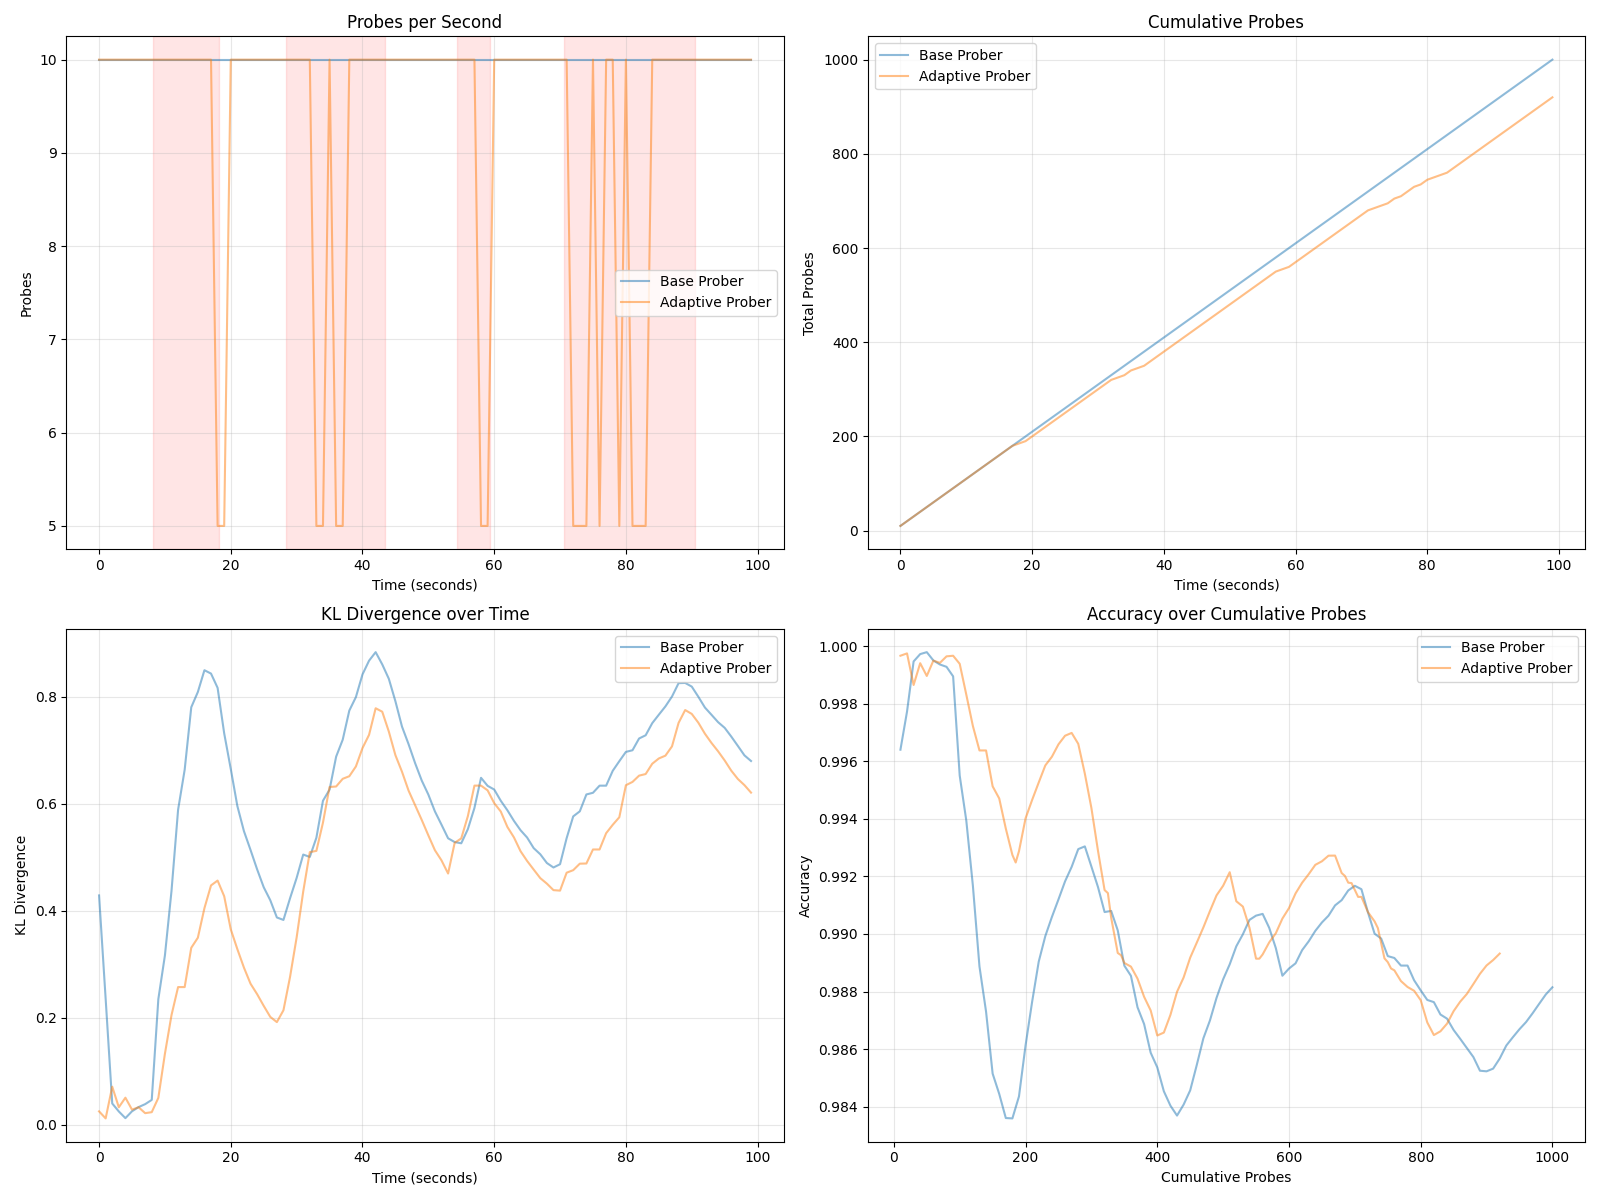 Probes per Second
Probes
10
9
8
7
6
5
Base Prober
Adaptive Prober
0 20 40 60 80 100
Time (seconds)
Cumulative Probes
Total Probes
1000
800
600
400
200
0
Base Prober
Adaptive Prober
0 20 40 60 80 100
Time (seconds)
KL Divergence over Time
KL Divergence
0.8
0.6
0.4
0.2
0.0
Base Prober
Adaptive Prober
0 20 40 60 80 100
Time (seconds)
Accuracy over Cumulative Probes
Accuracy
1.000
0.998
0.996
0.994
0.992
0.990
0.988
0.986
0.984
Base Prober
Adaptive Prober
0 200 400 600 800 1000
Cumulative Probes